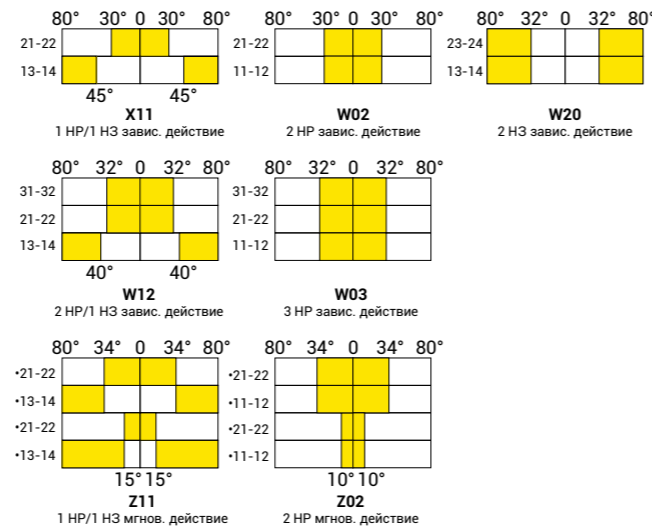 80° 30° 0 30° 80°
21-22
13-14
45° 45°
X11
1 НР/1 НЗ завис. действие
80° 30° 0 30° 80°
21-22
11-12
W02
2 НР завис. действие
80° 32° 0 32° 80°
23-24
13-14
W20
2 НЗ завис. действие
80° 32° 0 32° 80°
31-32
21-22
13-14
40° 40°
W12
2 НР/1 НЗ завис. действие
80° 32° 0 32° 80°
31-32
21-22
11-12
W03
3 НР завис. действие
80° 34° 0 34° 80°
•21-22
•13-14
•21-22
•13-14
15° 15°
Z11
1 НР/1 НЗ мгнов. действие
80° 34° 0 34° 80°
•21-22
•11-12
•21-22
•11-12
10° 10°
Z02
2 НР мгнов. действие